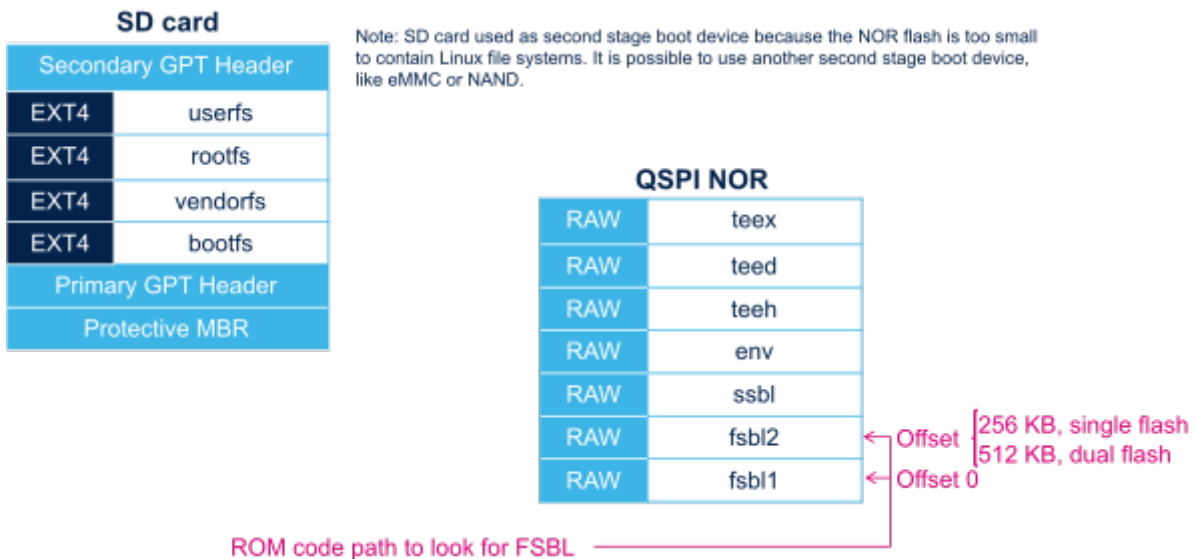 SD card
Note: SD card used as second stage boot device because the NOR flash is too small
to contain Linux file systems. It is possible to use another second stage boot device,
like eMMC or NAND.
Secondary GPT Header
EXT4 userfs
EXT4 rootfs
EXT4 vendorfs
EXT4 bootfs
Primary GPT Header
Protective MBR
QSPI NOR
RAW teex
RAW teed
RAW teeh
RAW env
RAW ssbl
RAW fsbl2
Offset
256 KB, single flash
512 KB, dual flash
RAW fsbl1
Offset 0
ROM code path to look for FSBL